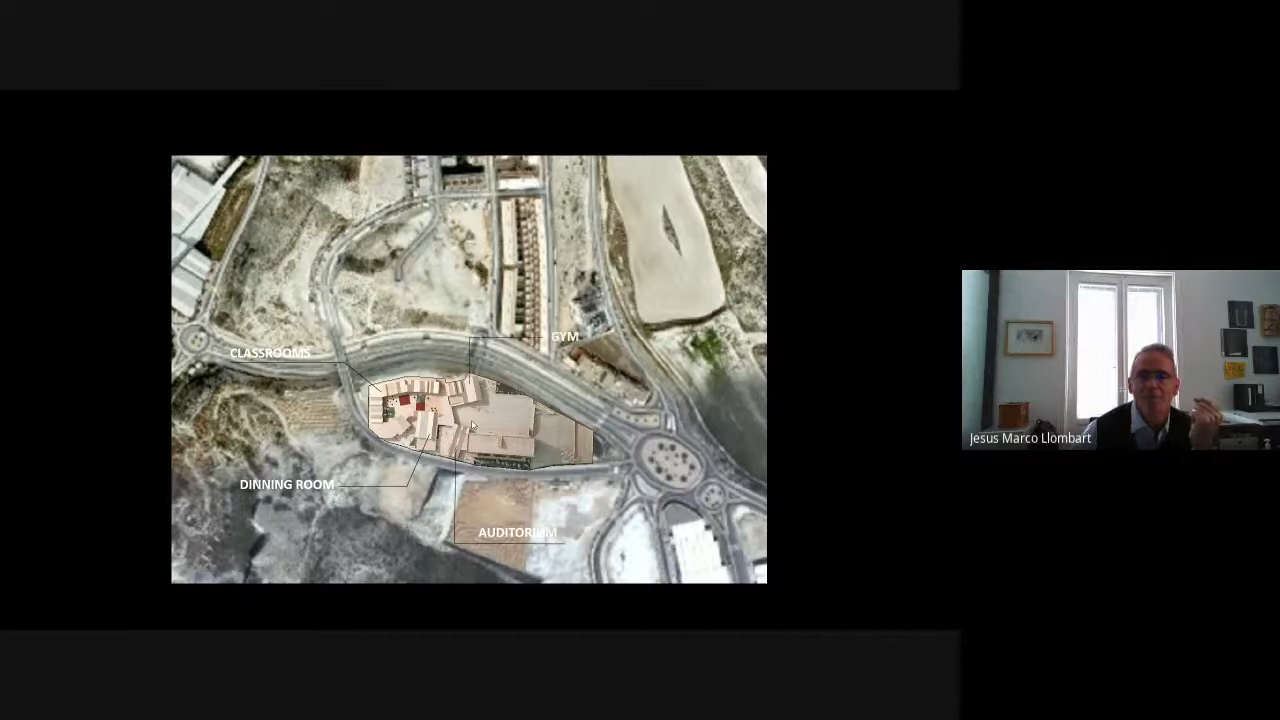 GYM
CLASSROOMS
DINNING ROOM
AUDITORIUM
Jesus Marco Llombart